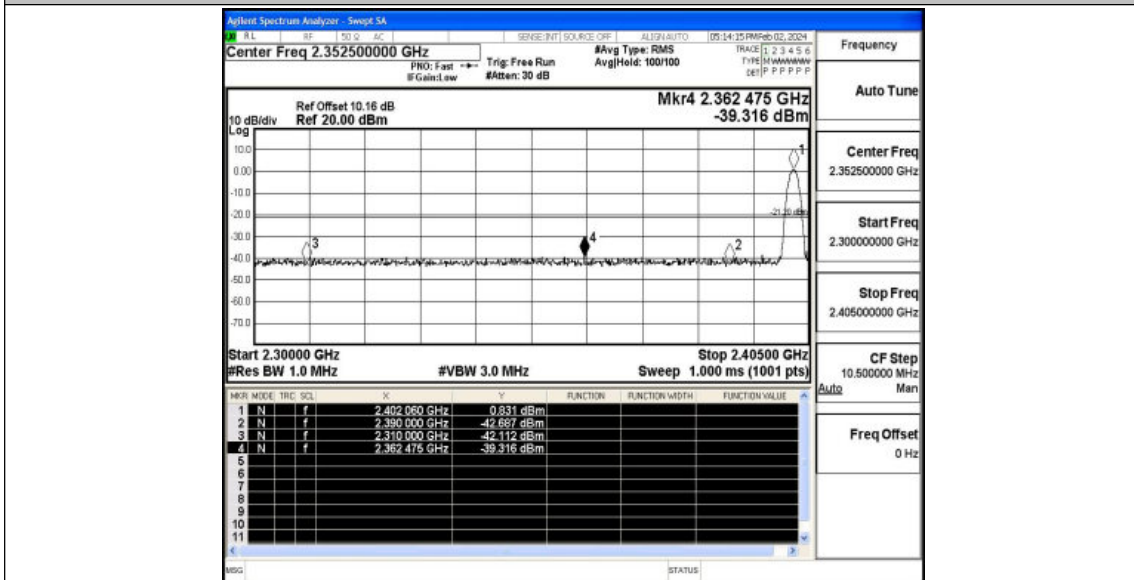 Agilent Spectrum Analyzer - Swept SA
RL RF 50 Ω AC SENSE:INT SOURCE OFF ALIGN AUTO 05:14:15 PM Feb 02, 2024
Center Freq 2.352500000 GHz #Avg Type: RMS TRACE 1 2 3 4 5 6
PNO: Fast Trig: Free Run Avg|Hold: 100/100 TYPE M WWWWW
IFGain:Low #Atten: 30 dB DET P P P P P P
Ref Offset 10.16 dB Mkr4 2.362 475 GHz
10 dB/div Ref 20.00 dBm -39.316 dBm
Log
10.0
0.00
-10.0
-20.0
-30.0
-40.0
-50.0
-60.0
-70.0
1
-21.20 dBm
3
4
2
Start 2.30000 GHz Stop 2.40500 GHz
#Res BW 1.0 MHz #VBW 3.0 MHz Sweep 1.000 ms (1001 pts)
MKR MODE TRC SCL X Y FUNCTION FUNCTION WIDTH FUNCTION VALUE
1 N f 2.402 060 GHz 0.831 dBm
2 N f 2.390 000 GHz -42.687 dBm
3 N f 2.310 000 GHz -42.112 dBm
4 N f 2.362 475 GHz -39.316 dBm
5
6
7
8
9
10
11
MSG STATUS
Frequency
Auto Tune
Center Freq
2.352500000 GHz
Start Freq
2.300000000 GHz
Stop Freq
2.405000000 GHz
CF Step
10.500000 MHz
Auto Man
Freq Offset
0 Hz